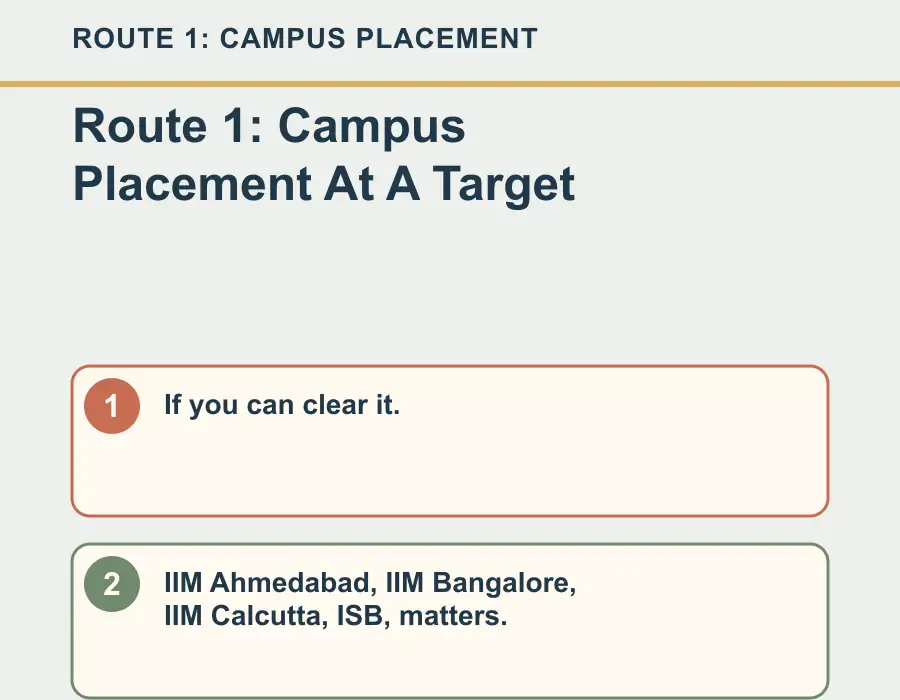 ROUTE 1: CAMPUS PLACEMENT
Route 1: Campus
Placement At A Target
1
If you can clear it.
2
IIM Ahmedabad, IIM Bangalore,
IIM Calcutta, ISB, matters.